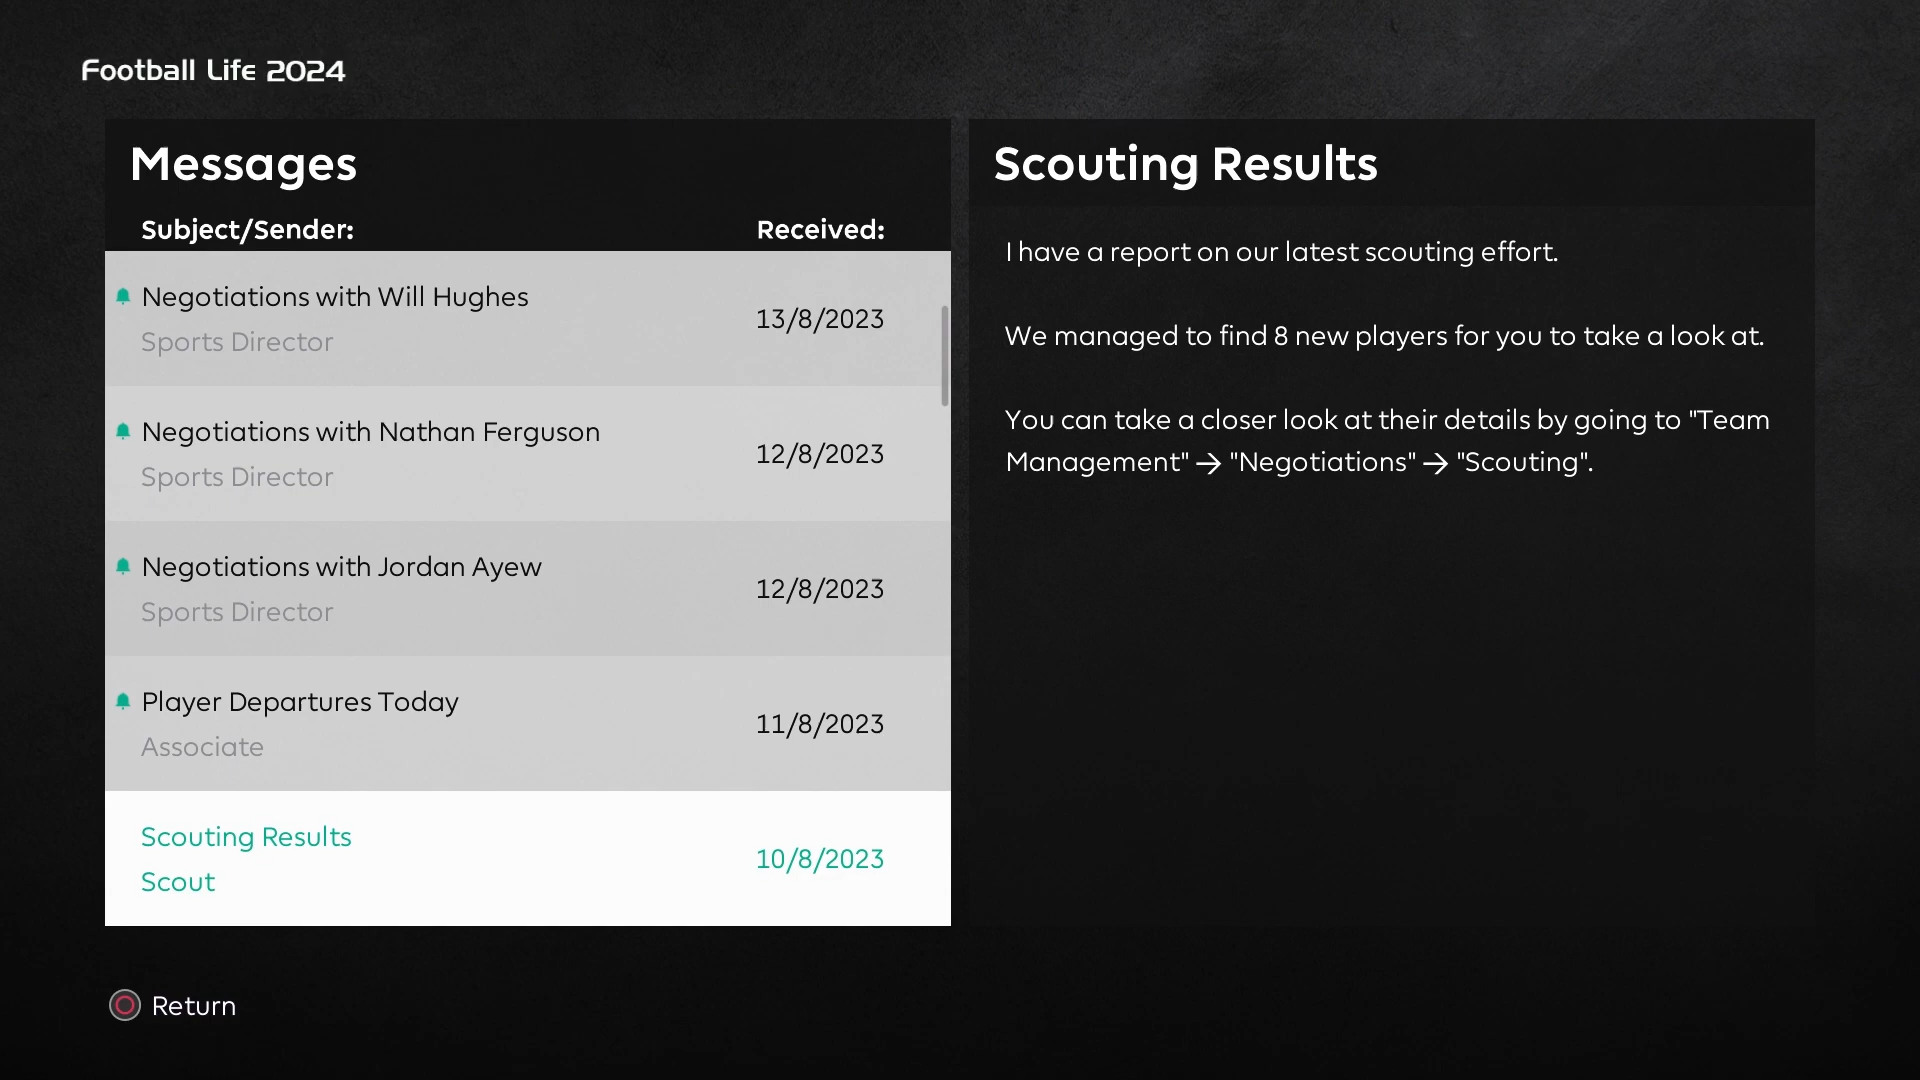 Football Life 2024
Messages
Subject/Sender:
Received:
Negotiations with Will Hughes
Sports Director
13/8/2023
Negotiations with Nathan Ferguson
Sports Director
12/8/2023
Negotiations with Jordan Ayew
Sports Director
12/8/2023
Player Departures Today
Associate
11/8/2023
Scouting Results
Scout
10/8/2023
Scouting Results
I have a report on our latest scouting effort.
We managed to find 8 new players for you to take a look at.
You can take a closer look at their details by going to "Team
Management" → "Negotiations" → "Scouting".
Return